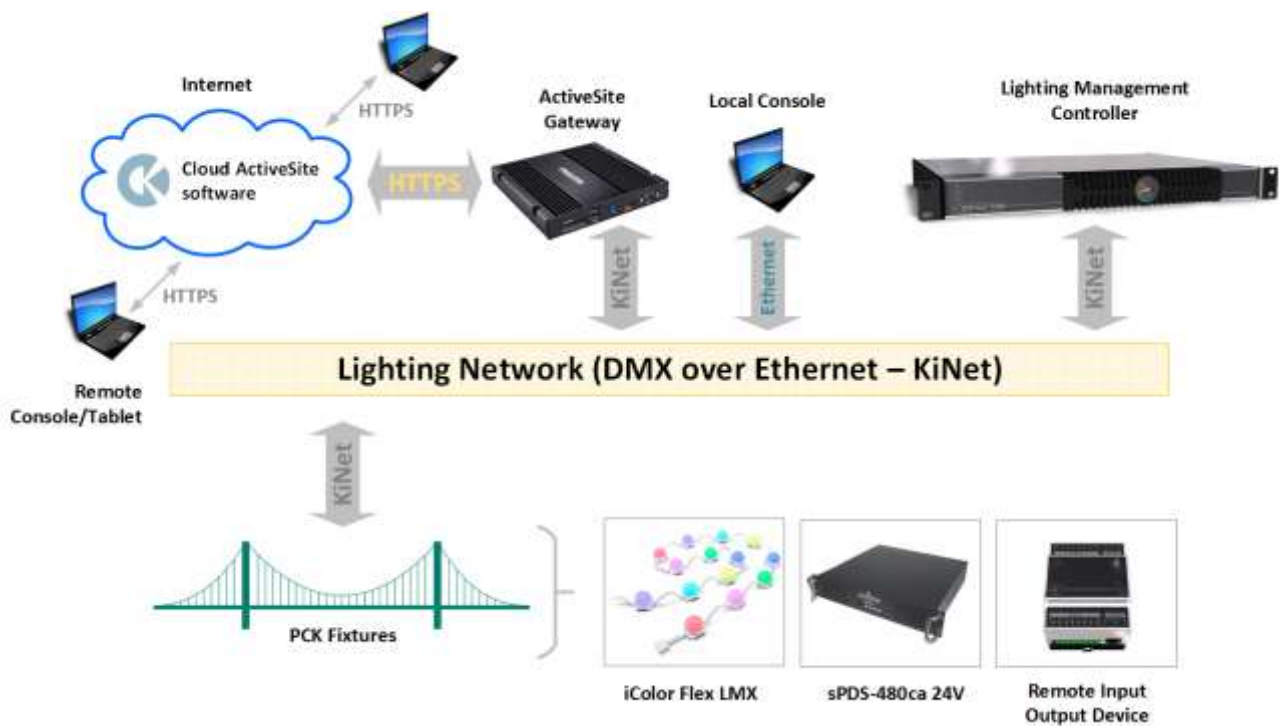 Internet
HTTPS
Cloud ActiveSite
software
HTTPS
ActiveSite
Gateway
Local Console
Lighting Management
Controller
HTTPS
KiNet
Ethernet
KiNet
Lighting Network (DMX over Ethernet – KiNet)
Remote
Console/Tablet
KiNet
PCK Fixtures
iColor Flex LMX
sPDS-480ca 24V
Remote Input
Output Device